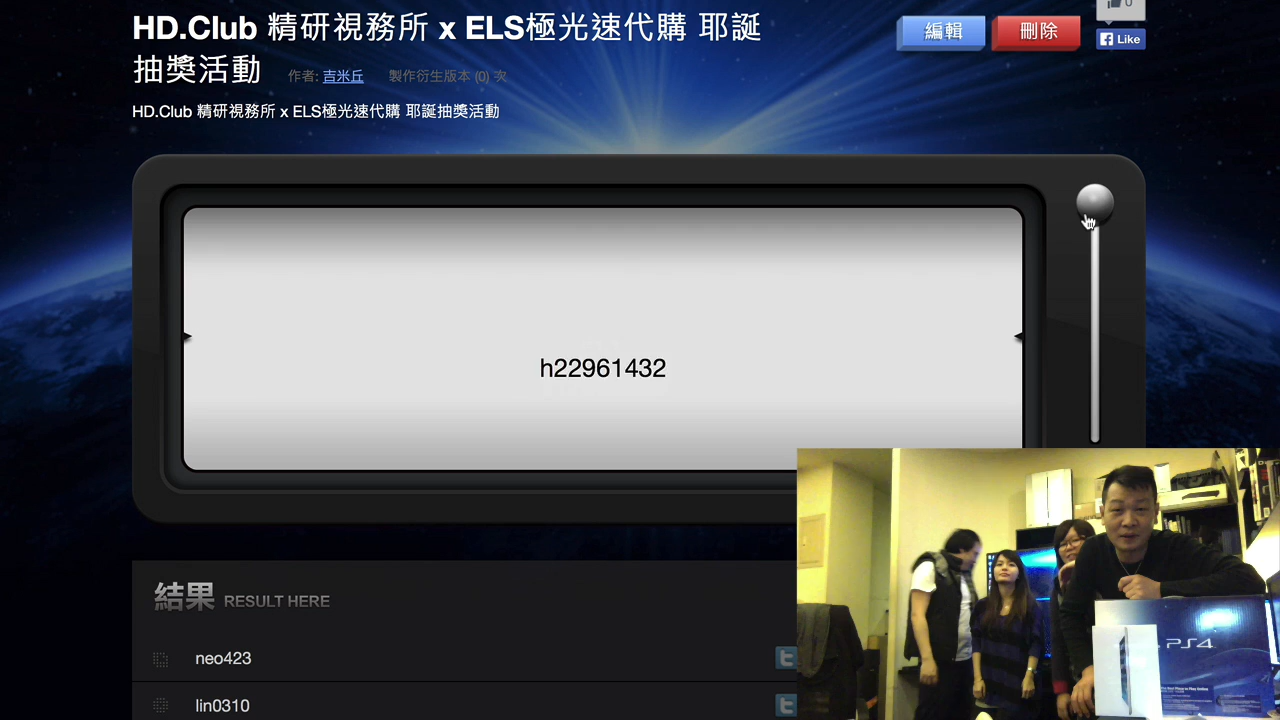 HD.Club 精研視務所 x ELS極光速代購 耶誕
抽獎活動 作者: 吉米丘 製作衍生版本 (0) 次
編輯
刪除
0
Like
HD.Club 精研視務所 x ELS極光速代購 耶誕抽獎活動
h22961432
結果 RESULT HERE
neo423
lin0310
PS4